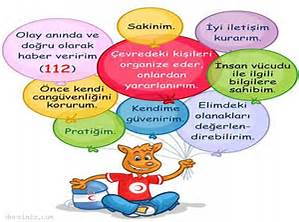 Olay anında ve
doğru olarak
haber veririm
(112)
Sakinim.
İyi iletişim
kurarım.
Çevredeki kişileri
organize eder,
onlardan
yararlanırım.
İnsan vücudu
ile ilgili
bilgilere
sahibim.
Önce kendi
cangüvenliğini
korurum.
Kendime
güvenirim.
Elimdeki
olanakları
değerlen-
direbilirim.
Pratiğim.